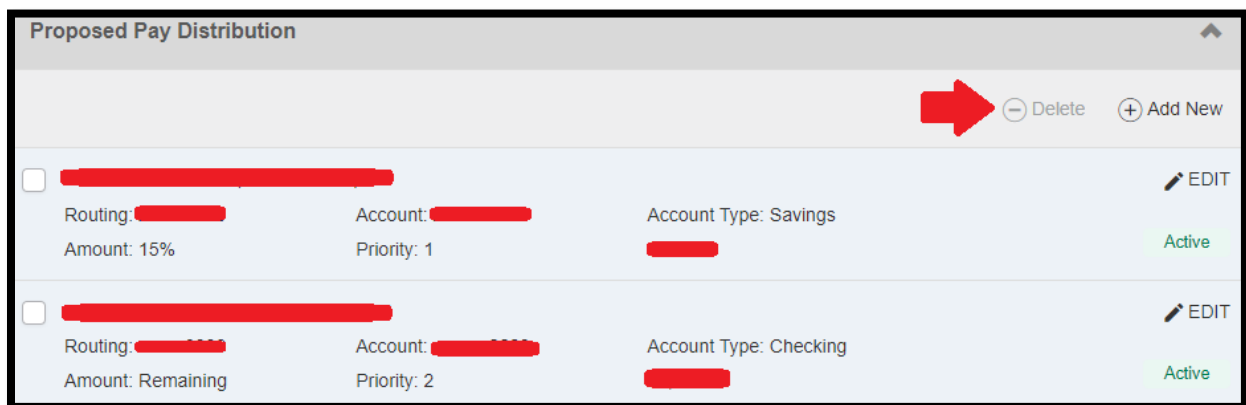 Proposed Pay Distribution
Delete Add New
EDIT
Routing: Account: Account Type: Savings
Amount: 15% Priority: 1 Active
EDIT
Routing: Account: Account Type: Checking
Amount: Remaining Priority: 2 Active